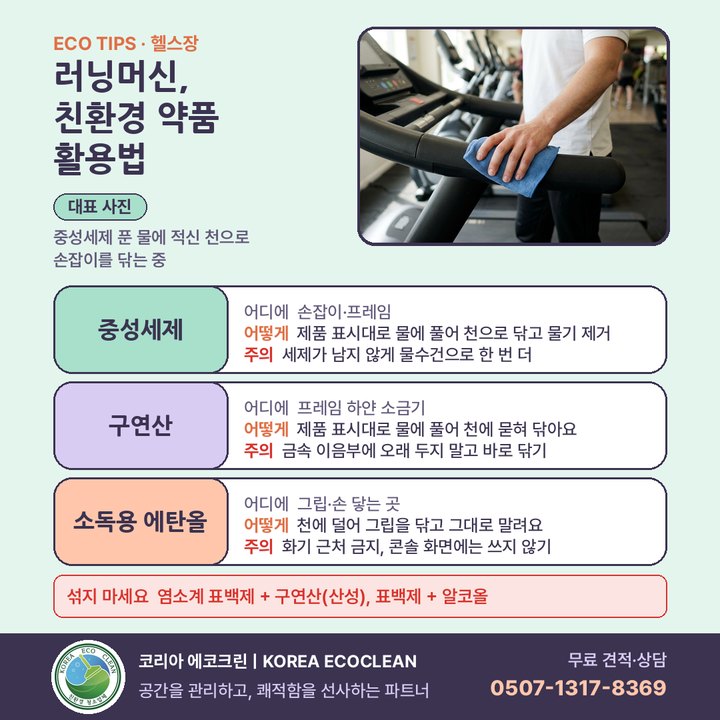 ECO TIPS · 헬스장
러닝머신,
친환경 약품
활용법
대표 사진
중성세제 푼 물에 적신 천으로
손잡이를 닦는 중
중성세제
어디에 손잡이·프레임
어떻게 제품 표시대로 물에 풀어 천으로 닦고 물기 제거
주의 세제가 남지 않게 물수건으로 한 번 더
구연산
어디에 프레임 하얀 소금기
어떻게 제품 표시대로 물에 풀어 천에 묻혀 닦아요
주의 금속 이음부에 오래 두지 말고 바로 닦기
소독용 에탄올
어디에 그립·손 닿는 곳
어떻게 천에 덜어 그립을 닦고 그대로 말려요
주의 화기 근처 금지, 콘솔 화면에는 쓰지 않기
섞지 마세요 염소계 표백제 + 구연산(산성), 표백제 + 알코올
KOREA ECO CLEAN
친환경 청소업체
코리아 에코크린 | KOREA ECOCLEAN
공간을 관리하고, 쾌적함을 선사하는 파트너
무료 견적·상담
0507-1317-8369